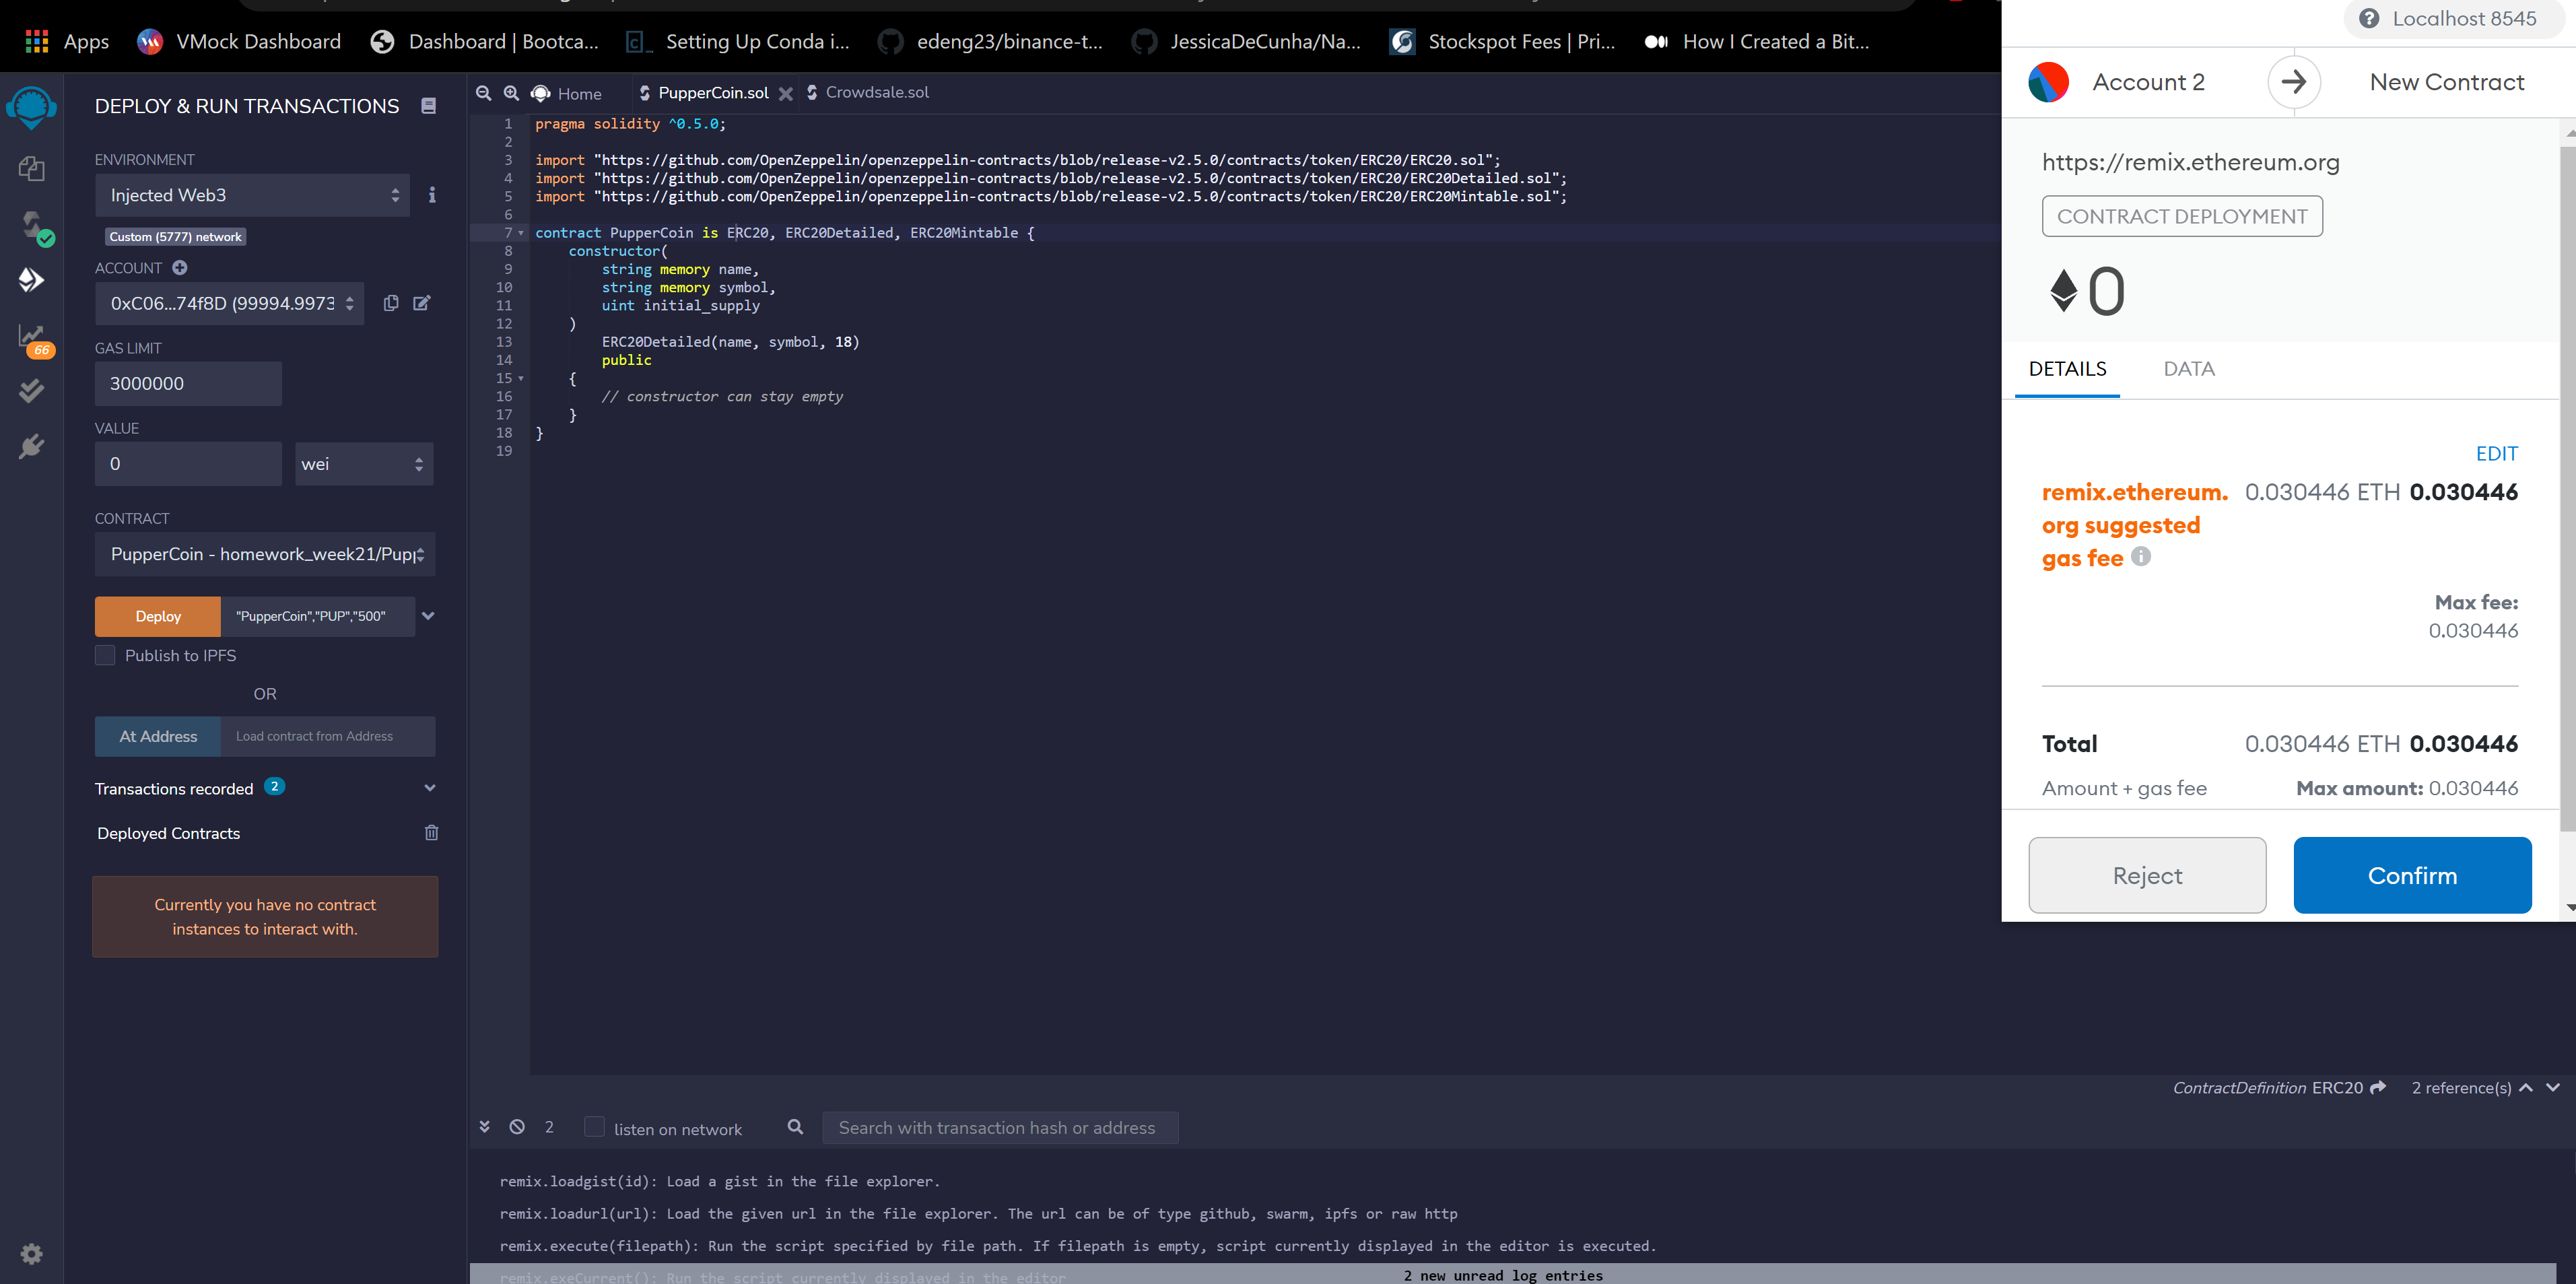 Apps
VMock Dashboard
Dashboard | Bootca...
Setting Up Conda i...
edeng23/binance-t...
JessicaDeCunha/Na...
Stockspot Fees | Pri...
How I Created a Bit...
DEPLOY & RUN TRANSACTIONS
ENVIRONMENT
Injected Web3
Custom (5777) network
ACCOUNT
0xC06...74f8D (99994.9973
GAS LIMIT
3000000
VALUE
0
wei
CONTRACT
PupperCoin - homework_week21/Pupp
Deploy
"PupperCoin","PUP","500"
Publish to IPFS
OR
At Address
Load contract from Address
Transactions recorded 2
Deployed Contracts
Currently you have no contract
instances to interact with.
66
Home
PupperCoin.sol
Crowdsale.sol
1 pragma solidity ^0.5.0;
2
3 import "https://github.com/OpenZeppelin/openzeppelin-contracts/blob/release-v2.5.0/contracts/token/ERC20/ERC20.sol";
4 import "https://github.com/OpenZeppelin/openzeppelin-contracts/blob/release-v2.5.0/contracts/token/ERC20/ERC20Detailed.sol";
5 import "https://github.com/OpenZeppelin/openzeppelin-contracts/blob/release-v2.5.0/contracts/token/ERC20/ERC20Mintable.sol";
6
7 contract PupperCoin is ERC20, ERC20Detailed, ERC20Mintable {
8 constructor(
9 string memory name,
10 string memory symbol,
11 uint initial_supply
12 )
13 ERC20Detailed(name, symbol, 18)
14 public
15 {
16 // constructor can stay empty
17 }
18 }
19
ContractDefinition ERC20
2 reference(s)
2
listen on network
Search with transaction hash or address
remix.loadgist(id): Load a gist in the file explorer.
remix.loadurl(url): Load the given url in the file explorer. The url can be of type github, swarm, ipfs or raw http
remix.execute(filepath): Run the script specified by file path. If filepath is empty, script currently displayed in the editor is executed.
remix.exeCurrent(): Run the script currently displayed in the editor
2 new unread log entries
Localhost 8545
Account 2
New Contract
https://remix.ethereum.org
CONTRACT DEPLOYMENT
0
DETAILS
DATA
EDIT
remix.ethereum. 0.030446 ETH 0.030446
org suggested
gas fee
Max fee:
0.030446
Total 0.030446 ETH 0.030446
Amount + gas fee Max amount: 0.030446
Reject
Confirm